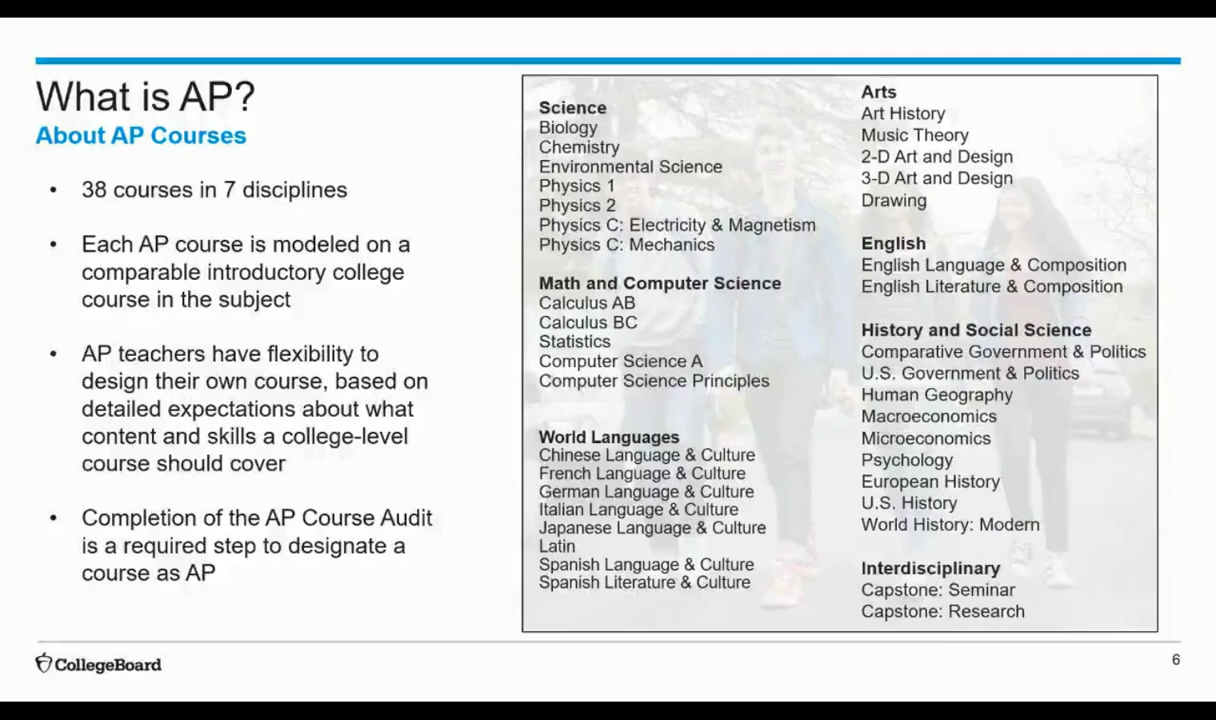 What is AP?
About AP Courses
• 38 courses in 7 disciplines
• Each AP course is modeled on a
comparable introductory college
course in the subject
• AP teachers have flexibility to
design their own course, based on
detailed expectations about what
content and skills a college-level
course should cover
• Completion of the AP Course Audit
is a required step to designate a
course as AP
Science
Biology
Chemistry
Environmental Science
Physics 1
Physics 2
Physics C: Electricity & Magnetism
Physics C: Mechanics
Math and Computer Science
Calculus AB
Calculus BC
Statistics
Computer Science A
Computer Science Principles
World Languages
Chinese Language & Culture
French Language & Culture
German Language & Culture
Italian Language & Culture
Japanese Language & Culture
Latin
Spanish Language & Culture
Spanish Literature & Culture
Arts
Art History
Music Theory
2-D Art and Design
3-D Art and Design
Drawing
English
English Language & Composition
English Literature & Composition
History and Social Science
Comparative Government & Politics
U.S. Government & Politics
Human Geography
Macroeconomics
Microeconomics
Psychology
European History
U.S. History
World History: Modern
Interdisciplinary
Capstone: Seminar
Capstone: Research
CollegeBoard
6